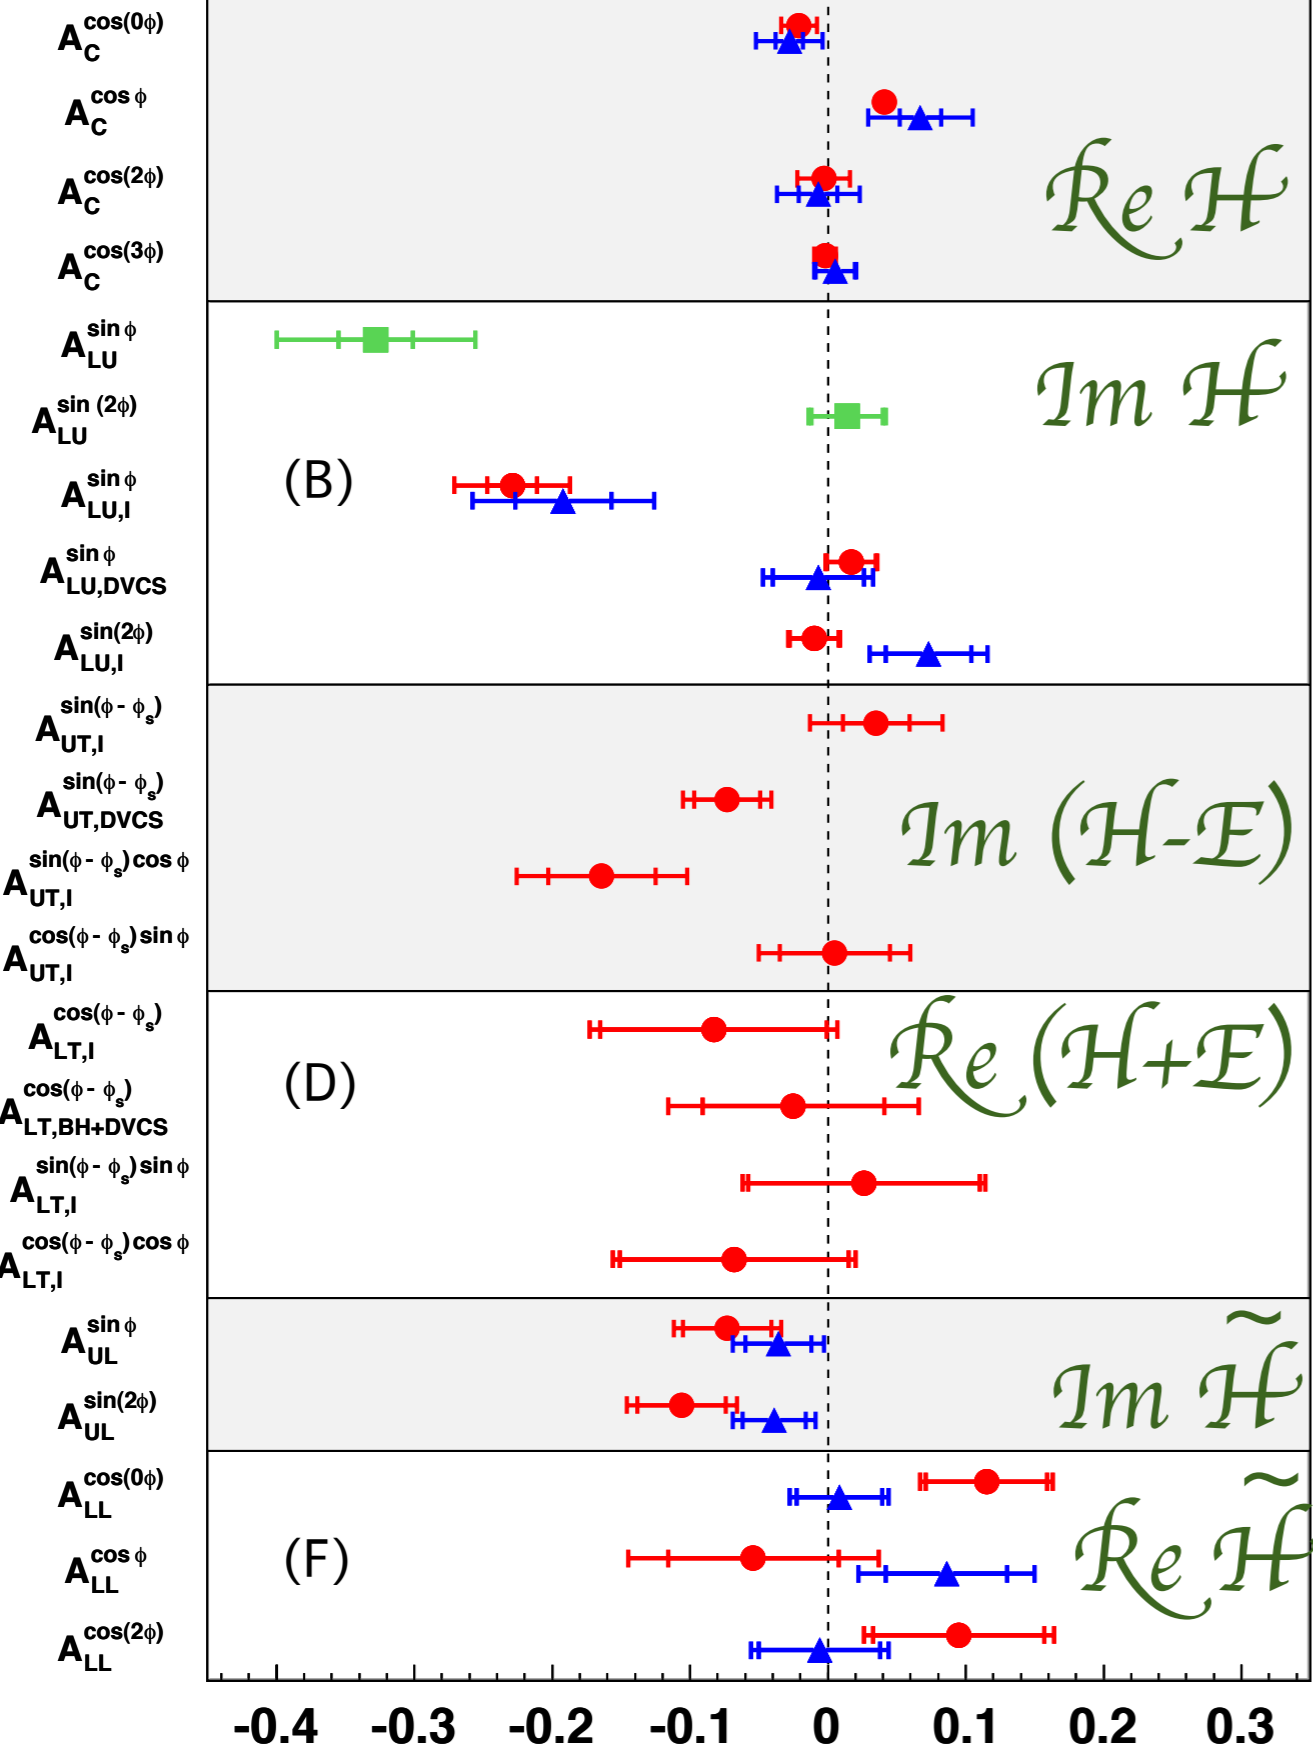 A_C^cos(0ϕ)
A_C^cos ϕ
A_C^cos(2ϕ)
Re H
A_C^cos(3ϕ)
A_LU^sin ϕ
Im H
A_LU^sin (2ϕ)
(B)
A_LU,I^sin ϕ
A_LU,DVCS^sin ϕ
A_LU,I^sin(2ϕ)
A_UT,I^sin(ϕ - ϕ_s)
A_UT,DVCS^sin(ϕ - ϕ_s)
Im (H-E)
A_UT,I^sin(ϕ - ϕ_s) cos ϕ
A_UT,I^cos(ϕ - ϕ_s) sin ϕ
A_LT,I^cos(ϕ - ϕ_s)
Re (H+E)
(D)
A_LT,BH+DVCS^cos(ϕ - ϕ_s)
A_LT,I^sin(ϕ - ϕ_s) sin ϕ
A_LT,I^cos(ϕ - ϕ_s) cos ϕ
A_UL^sin ϕ
Im H̃
A_UL^sin(2ϕ)
A_LL^cos(0ϕ)
(F)
A_LL^cos ϕ
Re H̃
A_LL^cos(2ϕ)
-0.4 -0.3 -0.2 -0.1 0 0.1 0.2 0.3